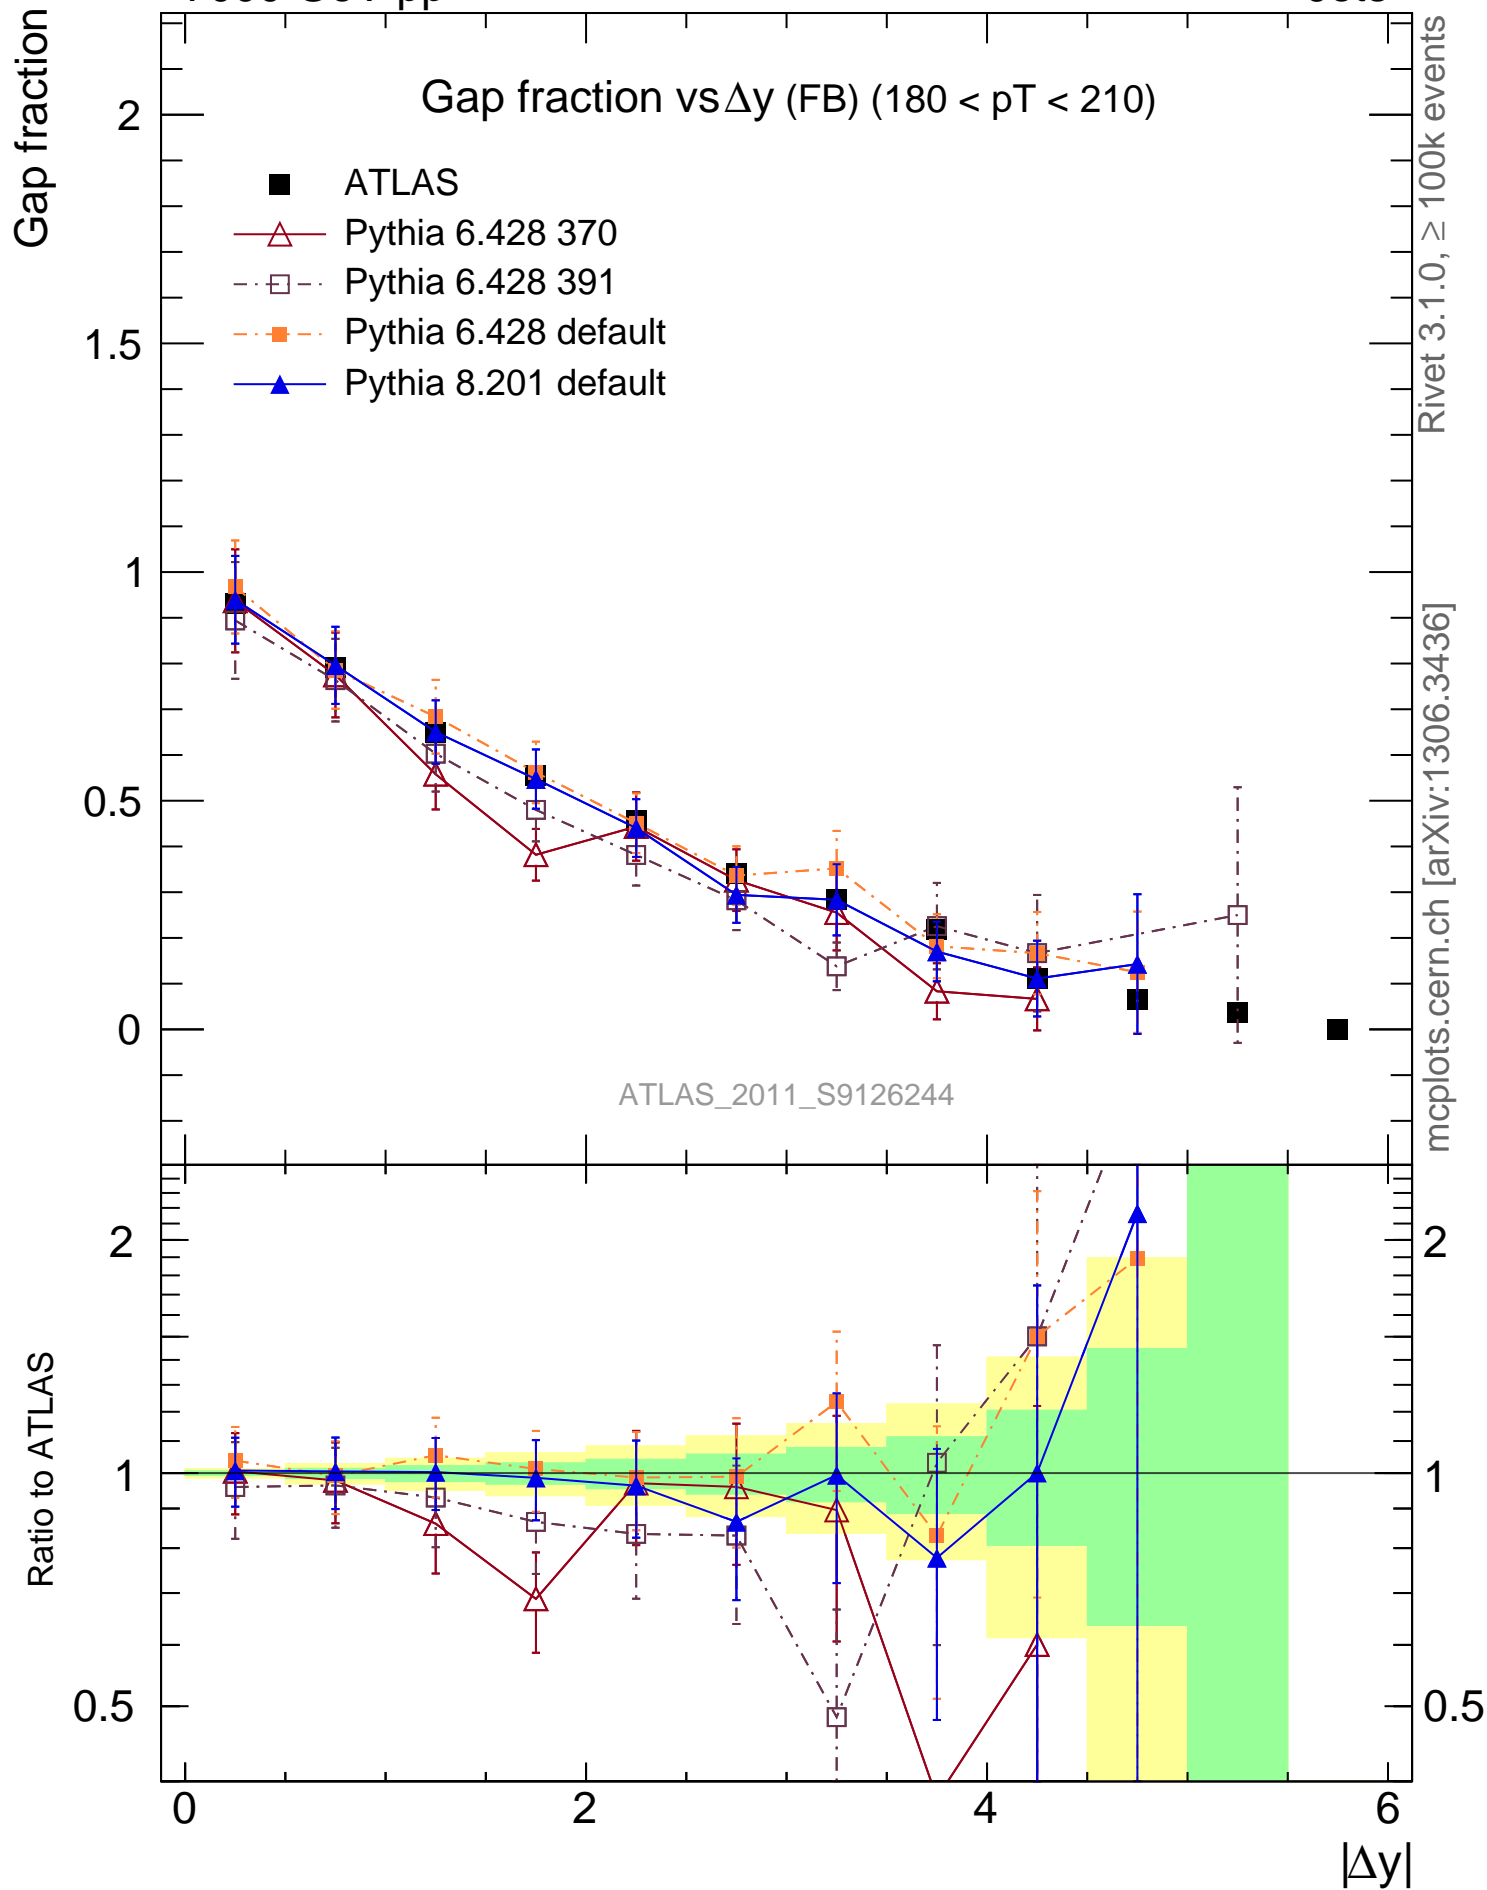 Gap fraction vs Δy (FB) (180 < pT < 210)
Gap fraction
ATLAS
Pythia 6.428 370
Pythia 6.428 391
Pythia 6.428 default
Pythia 8.201 default
2
1.5
1
0.5
0
Rivet 3.1.0, ≥ 100k events
mcplots.cern.ch [arXiv:1306.3436]
ATLAS_2011_S9126244
Ratio to ATLAS
2 2
1 1
0.5 0.5
0 2 4 6
|Δy|